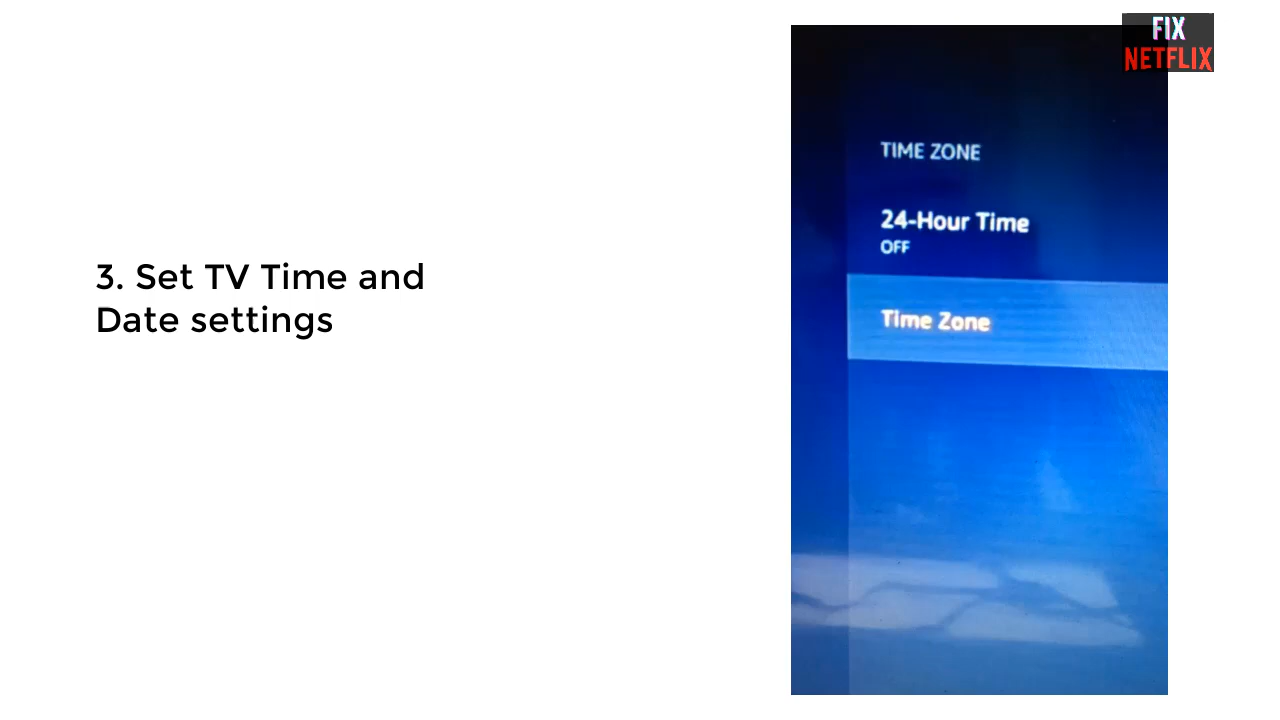 FIX
NETFLIX
TIME ZONE
24-Hour Time
OFF
3. Set TV Time and
Date settings
Time Zone